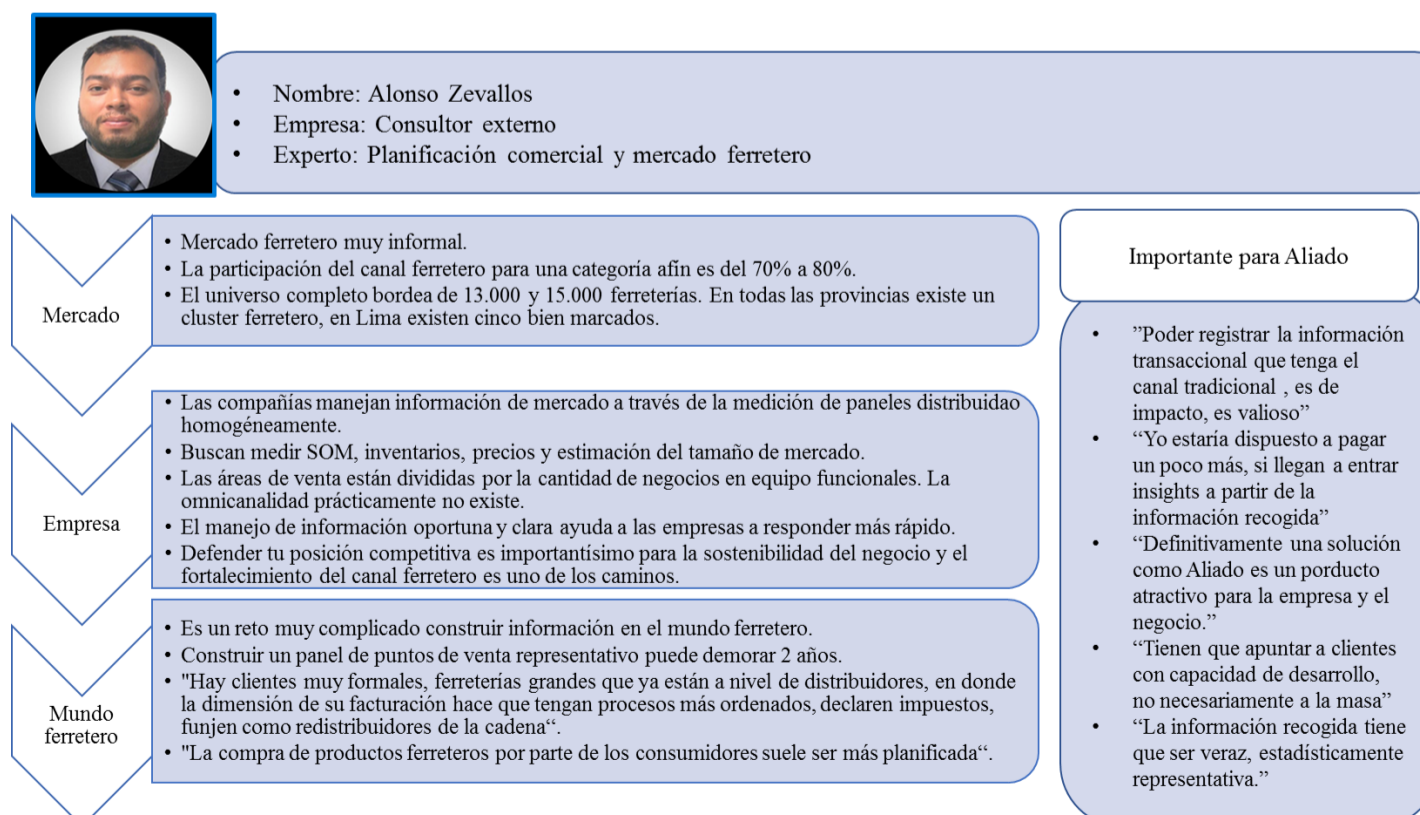 • Nombre: Alonso Zevallos
• Empresa: Consultor externo
• Experto: Planificación comercial y mercado ferretero
Mercado
• Mercado ferretero muy informal.
• La participación del canal ferretero para una categoría afín es del 70% a 80%.
• El universo completo bordea de 13.000 y 15.000 ferreterías. En todas las provincias existe un
cluster ferretero, en Lima existen cinco bien marcados.
Empresa
• Las compañías manejan información de mercado a través de la medición de paneles distribuidao
homogéneamente.
• Buscan medir SOM, inventarios, precios y estimación del tamaño de mercado.
• Las áreas de venta están divididas por la cantidad de negocios en equipo funcionales. La
omnicanalidad prácticamente no existe.
• El manejo de información oportuna y clara ayuda a las empresas a responder más rápido.
• Defender tu posición competitiva es importantísimo para la sostenibilidad del negocio y el
fortalecimiento del canal ferretero es uno de los caminos.
Mundo
ferretero
• Es un reto muy complicado construir información en el mundo ferretero.
• Construir un panel de puntos de venta representativo puede demorar 2 años.
• "Hay clientes muy formales, ferreterías grandes que ya están a nivel de distribuidores, en donde
la dimensión de su facturación hace que tengan procesos más ordenados, declaren impuestos,
funjen como redistribuidores de la cadena“.
• "La compra de productos ferreteros por parte de los consumidores suele ser más planificada“.
Importante para Aliado
• ”Poder registrar la información
transaccional que tenga el
canal tradicional , es de
impacto, es valioso”
• “Yo estaría dispuesto a pagar
un poco más, si llegan a entrar
insights a partir de la
información recogida”
• “Definitivamente una solución
como Aliado es un porducto
atractivo para la empresa y el
negocio.”
• “Tienen que apuntar a clientes
con capacidad de desarrollo,
no necesariamente a la masa”
• “La información recogida tiene
que ser veraz, estadísticamente
representativa.”